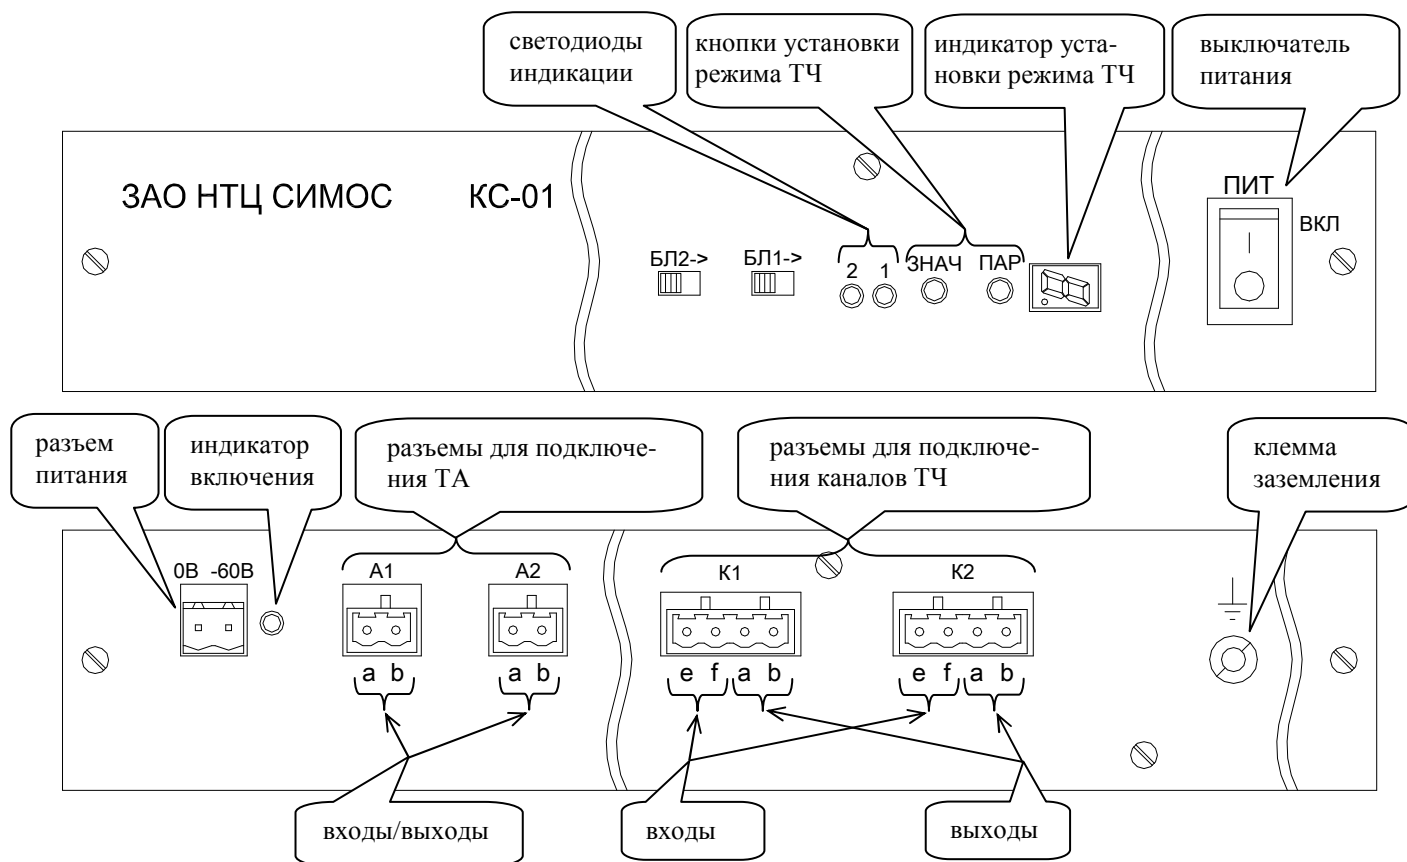 светодиоды
индикации
кнопки установки
режима ТЧ
индикатор уста-
новки режима ТЧ
выключатель
питания
ЗАО НТЦ СИМОС КС-01
БЛ2->
БЛ1->
2 1
ЗНАЧ
ПАР
ПИТ
ВКЛ
разъем
питания
индикатор
включения
разъемы для подключе-
ния ТА
разъемы для подключе-
ния каналов ТЧ
клемма
заземления
0В -60В
А1
А2
К1
К2
a b
a b
e f a b
e f a b
входы/выходы
входы
выходы